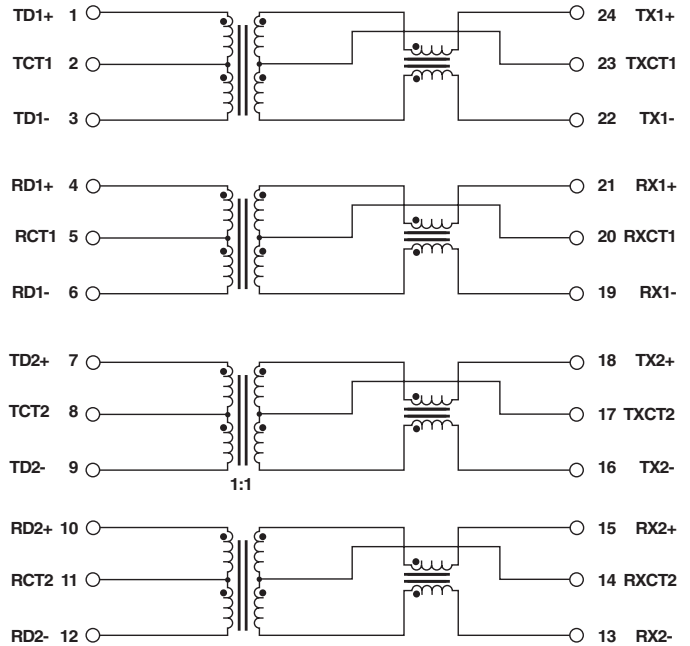 TD1+ 1 24 TX1+
TCT1 2 23 TXCT1
TD1- 3 22 TX1-
RD1+ 4 21 RX1+
RCT1 5 20 RXCT1
RD1- 6 19 RX1-
TD2+ 7 18 TX2+
TCT2 8 17 TXCT2
TD2- 9 16 TX2-
1:1
RD2+ 10 15 RX2+
RCT2 11 14 RXCT2
RD2- 12 13 RX2-